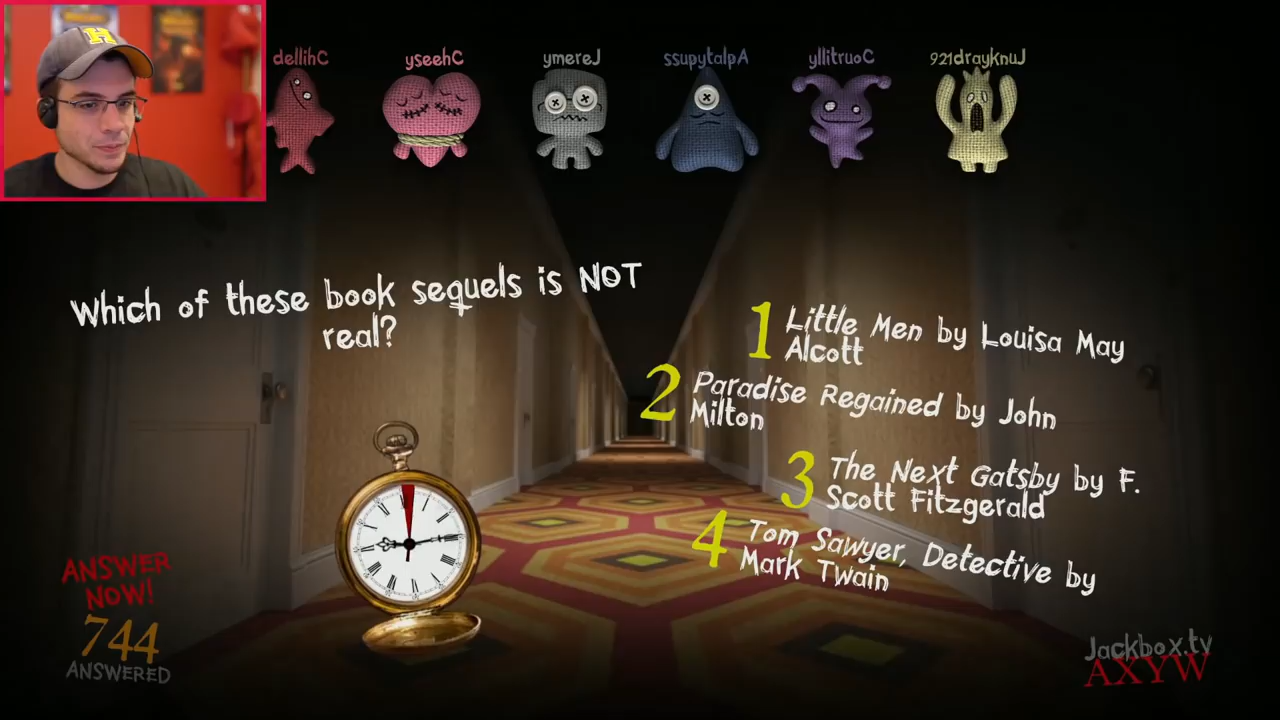 dellihC
yseehC
ymereJ
ssupytalpA
yllitruoC
921drayknuJ
H
Which of these book sequels is NOT
real?
1 Little Men by Louisa May
Alcott
2 Paradise Regained by John
Milton
3 The Next Gatsby by F.
Scott Fitzgerald
4 Tom Sawyer, Detective by
Mark Twain
ANSWER
NOW!
744
ANSWERED
Jackbox.tv
AXYW